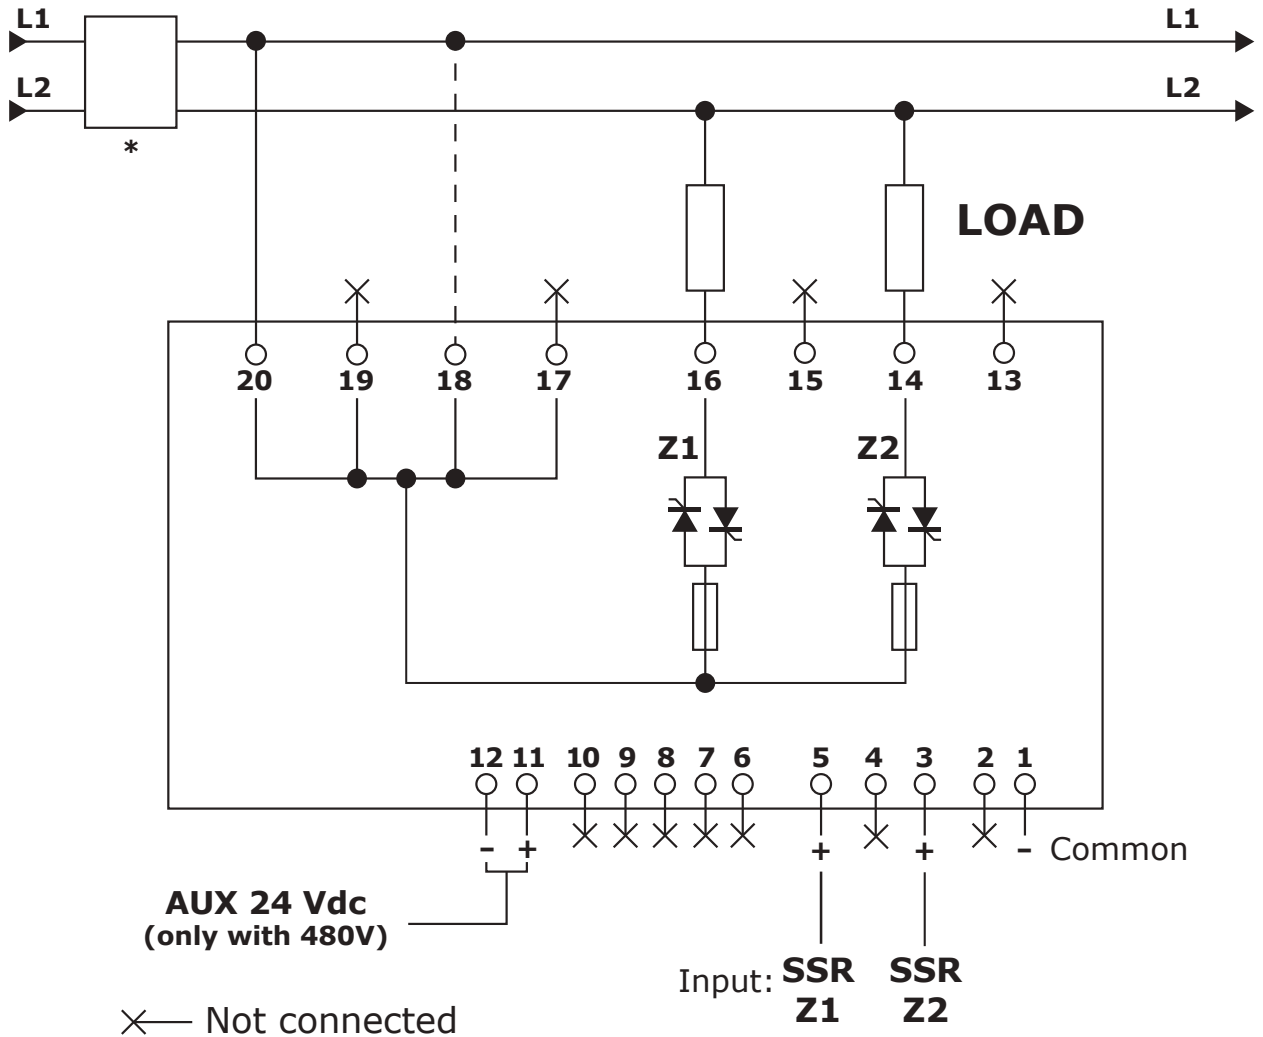 L1 L1
L2 L2
*
LOAD
20 19 18 17 16 15 14 13
Z1 Z2
12 11 10 9 8 7 6 5 4 3 2 1
- + + + - Common
AUX 24 Vdc
(only with 480V)
Input: SSR SSR
Z1 Z2
Not connected